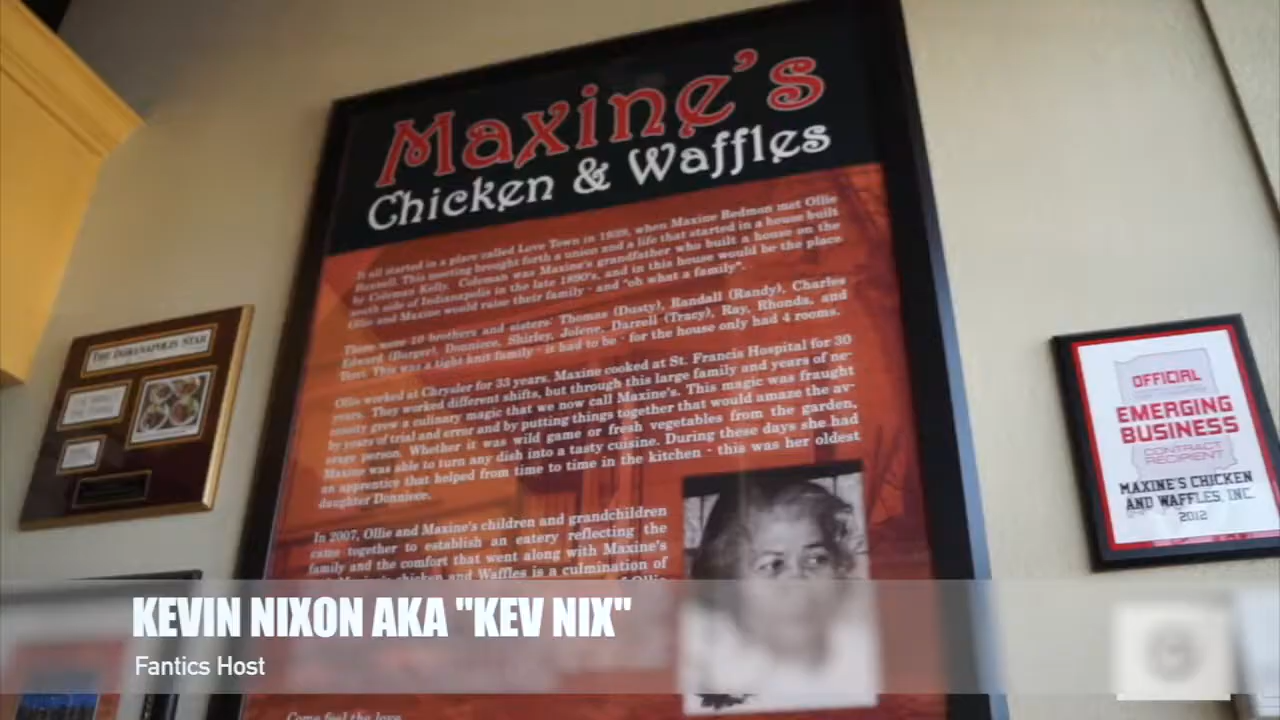 Maxine's
Chicken & Waffles
It all started in a place called Love Town in 1939, when Maxine Redmon met Ollie
Bunnell. This meeting brought forth a union and a life that started in a house built
by Coleman Kelly. Coleman was Maxine's grandfather who built a house on the
south side of Indianapolis in the late 1890's, and in this house would be the place
Ollie and Maxine would raise their family - and "oh what a family".
There were 10 brothers and sisters: Thomas (Dusty), Randall (Randy), Charles
Edward (Burger), Donniece, Shirley, Jolene, Darzell (Tracy), Ray, Rhonda, and
Toni. This was a tight knit family - it had to be - for the house only had 4 rooms.
Ollie worked at Chrysler for 33 years, Maxine cooked at St. Francis Hospital for 30
years. They worked different shifts, but through this large family and years of ne-
cessity grew a culinary magic that we now call Maxine's. This magic was fraught
by years of trial and error and by putting things together that would amaze the av-
erage person. Whether it was wild game or fresh vegetables from the garden,
Maxine was able to turn any dish into a tasty cuisine. During these days she had
an apprentice that helped from time to time in the kitchen - this was her oldest
daughter Donniece.
In 2007, Ollie and Maxine's children and grandchildren
came together to establish an eatery reflecting the
family and the comfort that went along with Maxine's
chicken and Waffles is a culmination of
of Ollie
Come feel the love
THE INDIANAPOLIS STAR
OFFICIAL
EMERGING
BUSINESS
CONTRACT
RECIPIENT
MAXINE'S CHICKEN
AND WAFFLES, INC.
2012
KEVIN NIXON AKA "KEV NIX"
Fantics Host